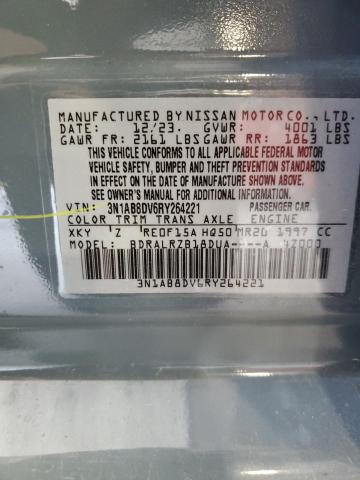 MANUFACTURED BY NISSAN MOTOR CO., LTD.
DATE: 12/23 GVWR: 4001 LBS
GAWR FR: 2161 LBS GAWR RR: 1863 LBS
THIS VEHICLE CONFORMS TO ALL APPLICABLE FEDERAL MOTOR
VEHICLE SAFETY, BUMPER AND THEFT PREVENTION STANDARDS
IN EFFECT ON THE DATE OF MANUFACTURE SHOWN ABOVE.
SEE OWNER'S MANUAL FOR ADDITIONAL INFORMATION.
VIN: 3N1AB8DV6RY264221 PASSENGER CAR.
COLOR TRIM TRANS AXLE ENGINE
XKY Z RE0F15A HQ50 MR20 1997 CC
MODEL: BDRALRZB18DUA----A 4Z000
3N1AB8DV6RY264221